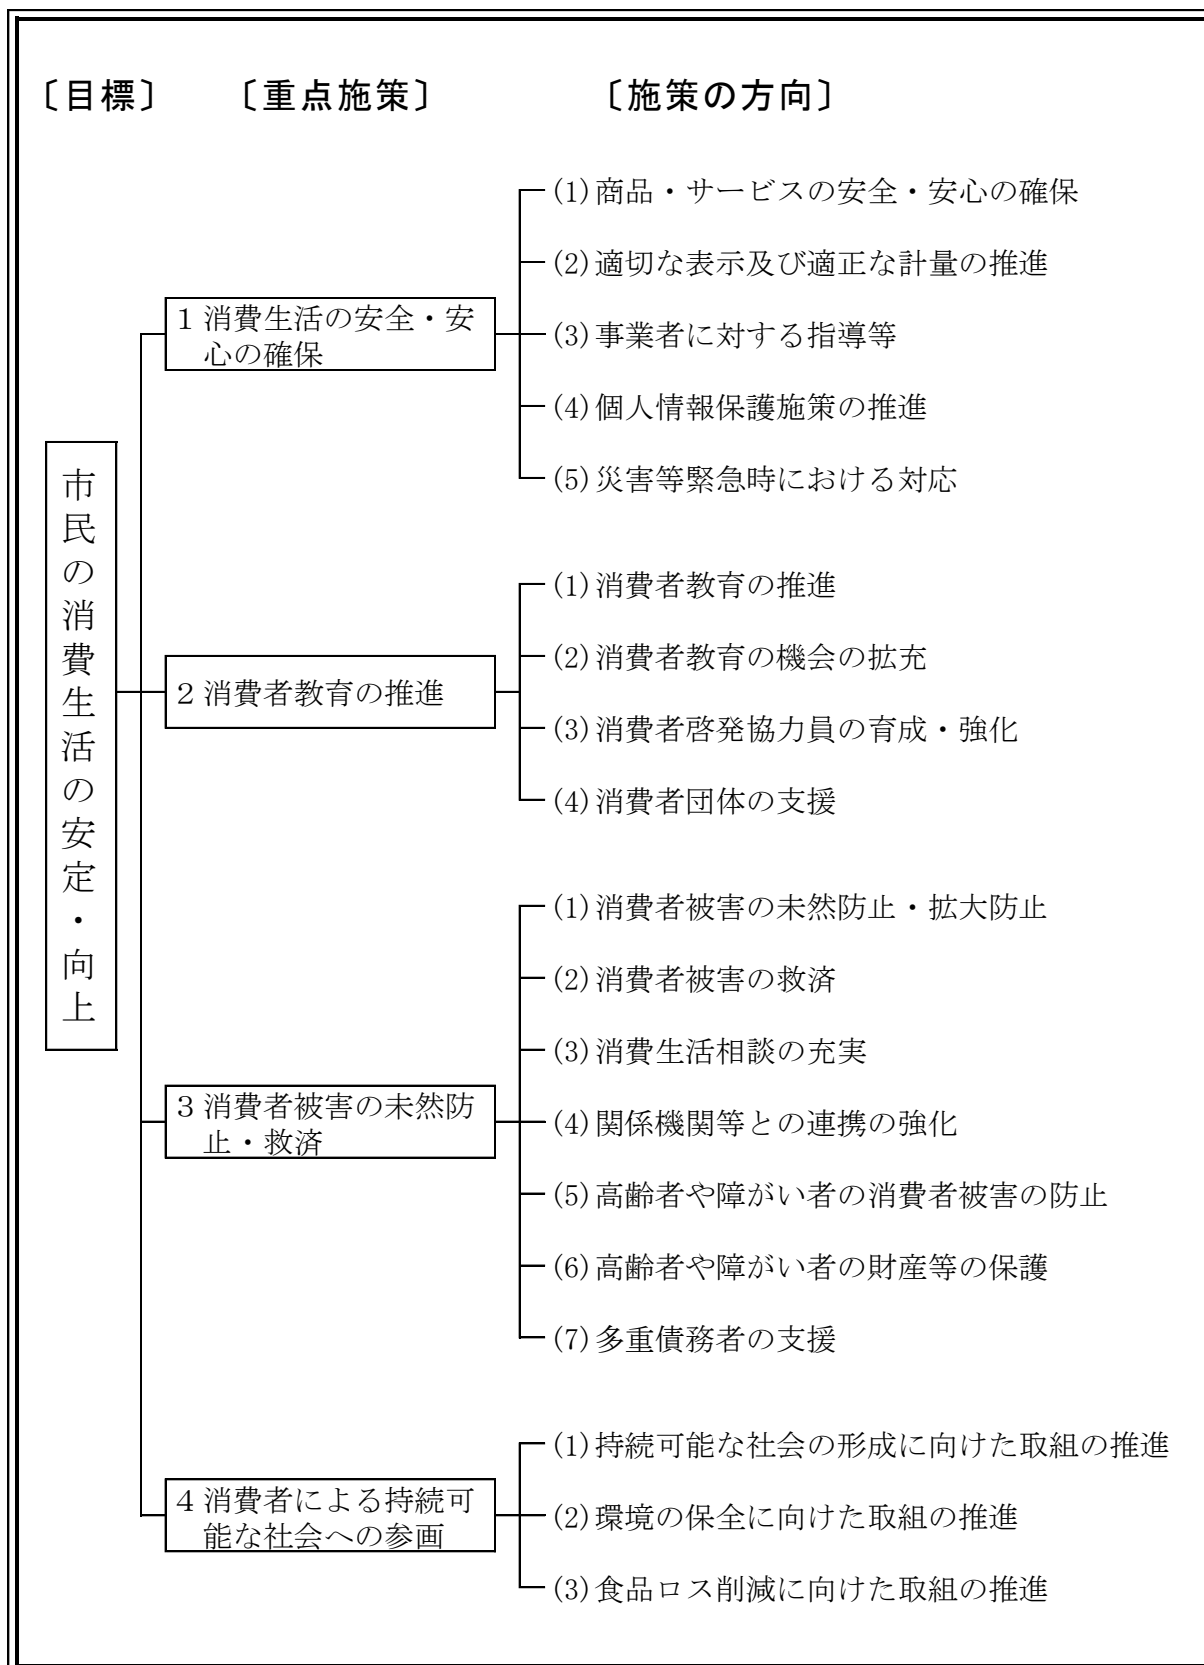 〔目標〕 〔重点施策〕 〔施策の方向〕
市民の消費生活の安定・向上
1 消費生活の安全・安
心の確保
(1)商品・サービスの安全・安心の確保
(2)適切な表示及び適正な計量の推進
(3)事業者に対する指導等
(4)個人情報保護施策の推進
(5)災害等緊急時における対応
2 消費者教育の推進
(1)消費者教育の推進
(2)消費者教育の機会の拡充
(3)消費者啓発協力員の育成・強化
(4)消費者団体の支援
3 消費者被害の未然防
止・救済
(1)消費者被害の未然防止・拡大防止
(2)消費者被害の救済
(3)消費生活相談の充実
(4)関係機関等との連携の強化
(5)高齢者や障がい者の消費者被害の防止
(6)高齢者や障がい者の財産等の保護
(7)多重債務者の支援
4 消費者による持続可
能な社会への参画
(1)持続可能な社会の形成に向けた取組の推進
(2)環境の保全に向けた取組の推進
(3)食品ロス削減に向けた取組の推進